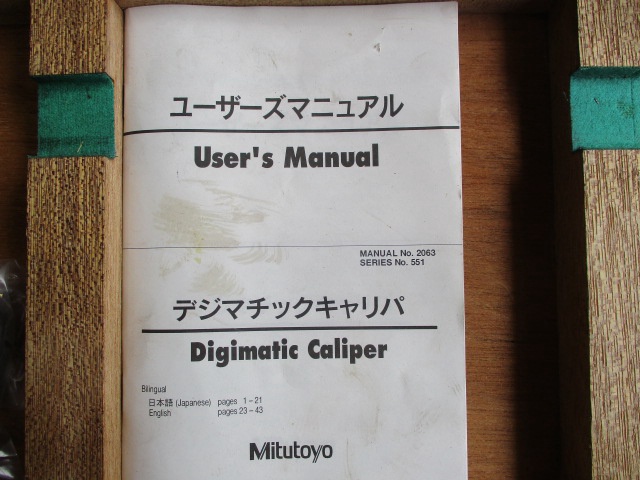 ユーザーズマニュアル
User's Manual
MANUAL No. 2063
SERIES No. 551
デジマチックキャリパ
Digimatic Caliper
Bilingual
日本語 (Japanese) pages 1－21
English pages 23－43
Mitutoyo